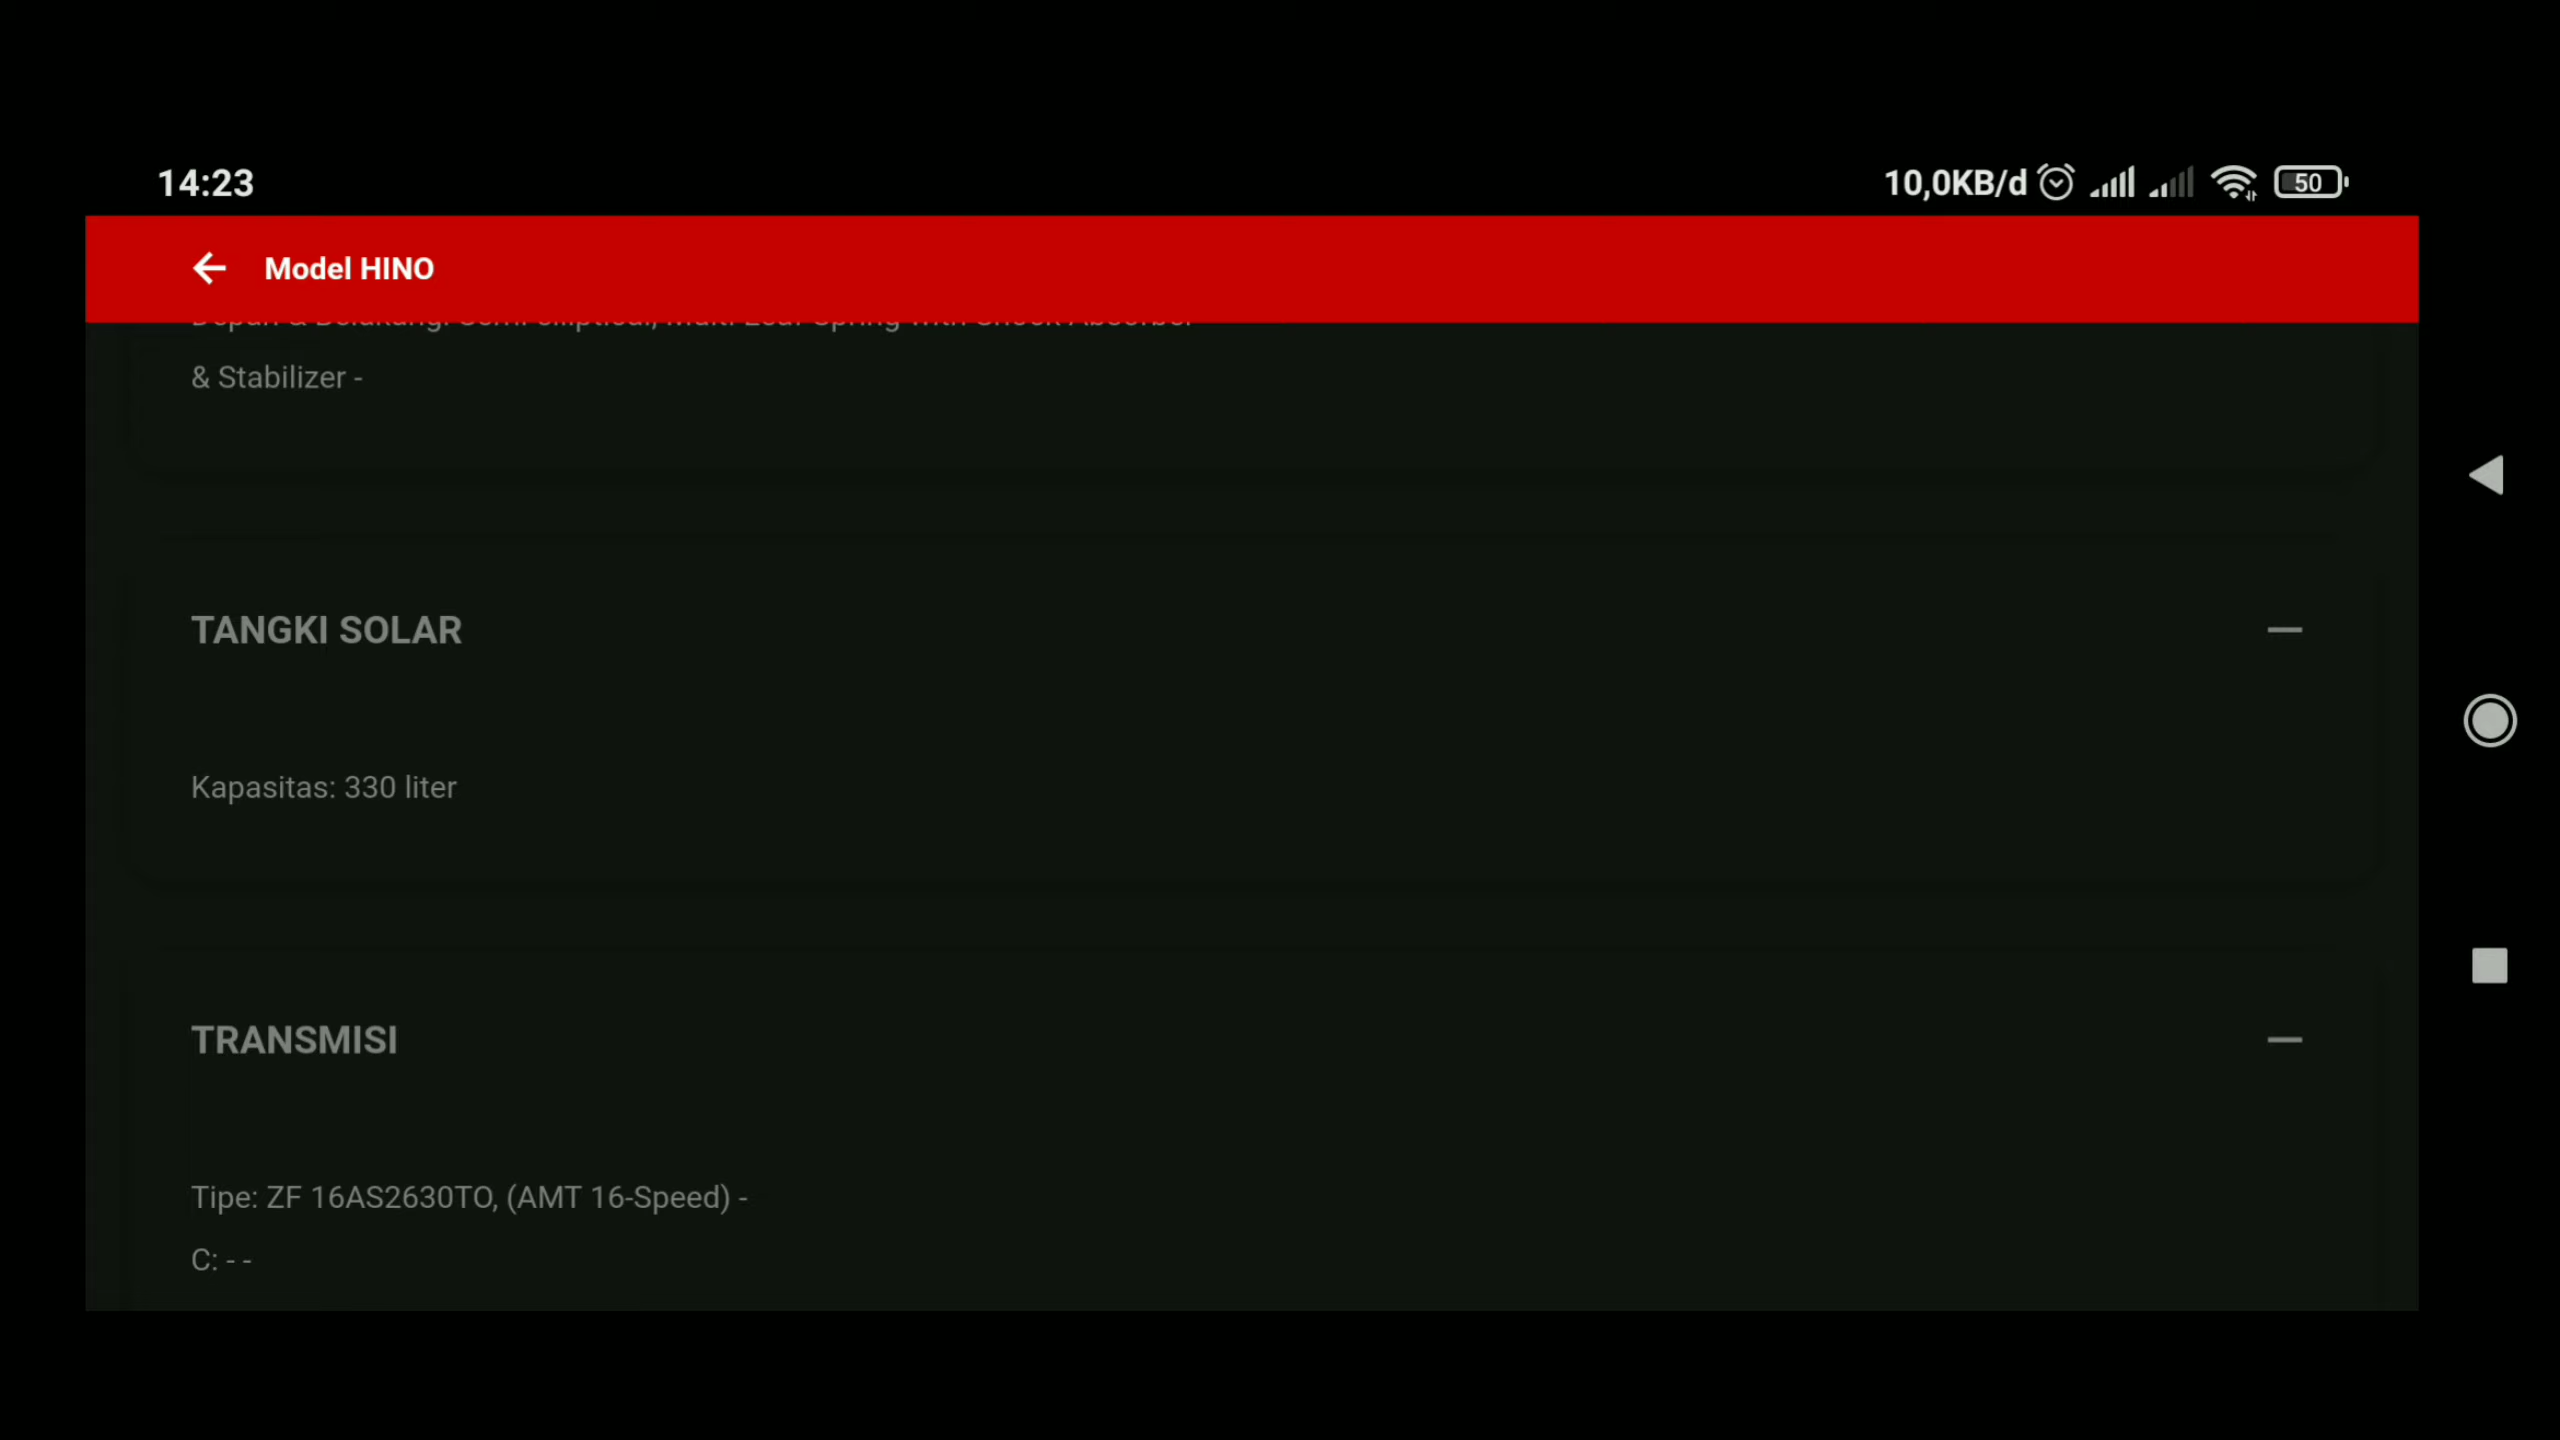 14:23
10,0KB/d
50
Model HINO
& Stabilizer -
TANGKI SOLAR
Kapasitas: 330 liter
TRANSMISI
Tipe: ZF 16AS2630TO, (AMT 16-Speed) -
C: - -